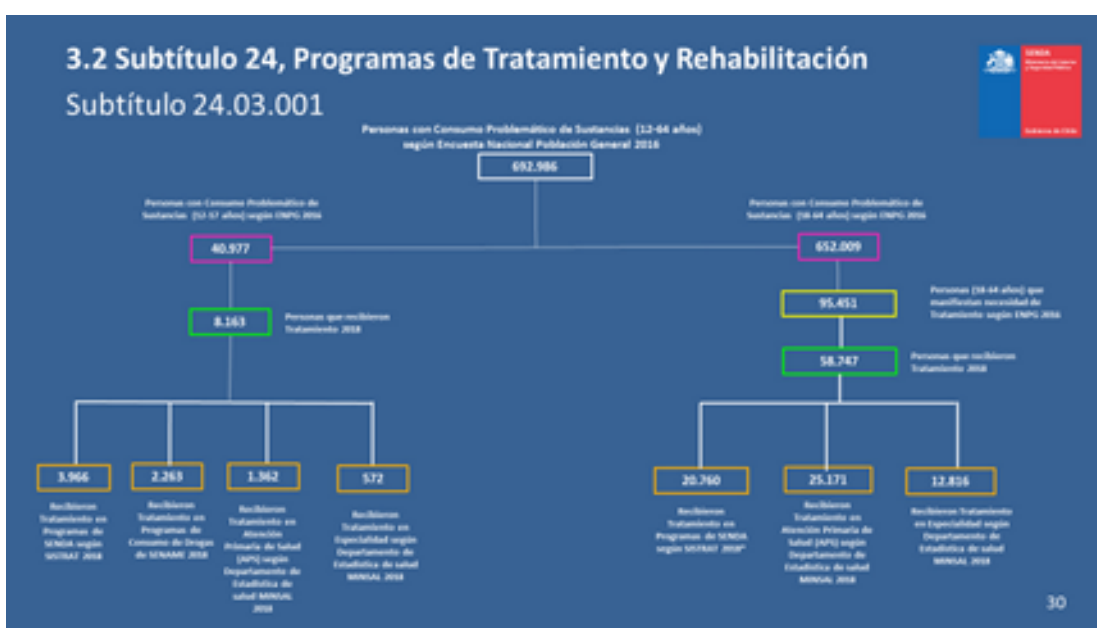 3.2 Subtítulo 24, Programas de Tratamiento y Rehabilitación
Subtítulo 24.03.001
SENDA
Gobierno de Chile
Personas con Consumo Problemático de Sustancias (12-64 años)
según Encuesta Nacional Población General 2016
692.986
Personas con Consumo Problemático de
Sustancias (12-17 años) según ENPG 2016
40.977
Personas con Consumo Problemático de
Sustancias (18-64 años) según ENPG 2016
652.009
95.451
Personas (18-64 años) que
manifiestan necesidad de
Tratamiento según ENPG 2016
8.163
Personas que recibieron
Tratamiento 2018
58.747
Personas que recibieron
Tratamiento 2018
3.966
Recibieron
Tratamiento en
Programas de
SENDA según
SISTRAT 2018
2.263
Recibieron
Tratamiento en
Programas de
Consumo de Drogas
de SENAME 2018
1.362
Recibieron
Tratamiento en
Atención
Primaria de Salud
(APS) según
Departamento de
Estadística de
salud MINSAL
2018
572
Recibieron
Tratamiento en
Especialidad según
Departamento de
Estadística de salud
MINSAL 2018
20.760
Recibieron
Tratamiento en
Programas de SENDA
según SISTRAT 2018*
25.171
Recibieron
Tratamiento en
Atención Primaria de
Salud (APS) según
Departamento de
Estadística de salud
MINSAL 2018
12.816
Recibieron Tratamiento
en Especialidad según
Departamento de
Estadística de salud
MINSAL 2018
30